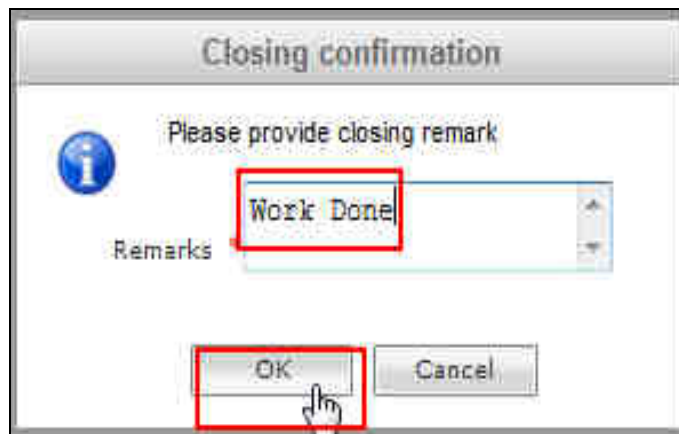 Closing confirmation
Please provide closing remark
Work Done
Remarks *
OK
Cancel